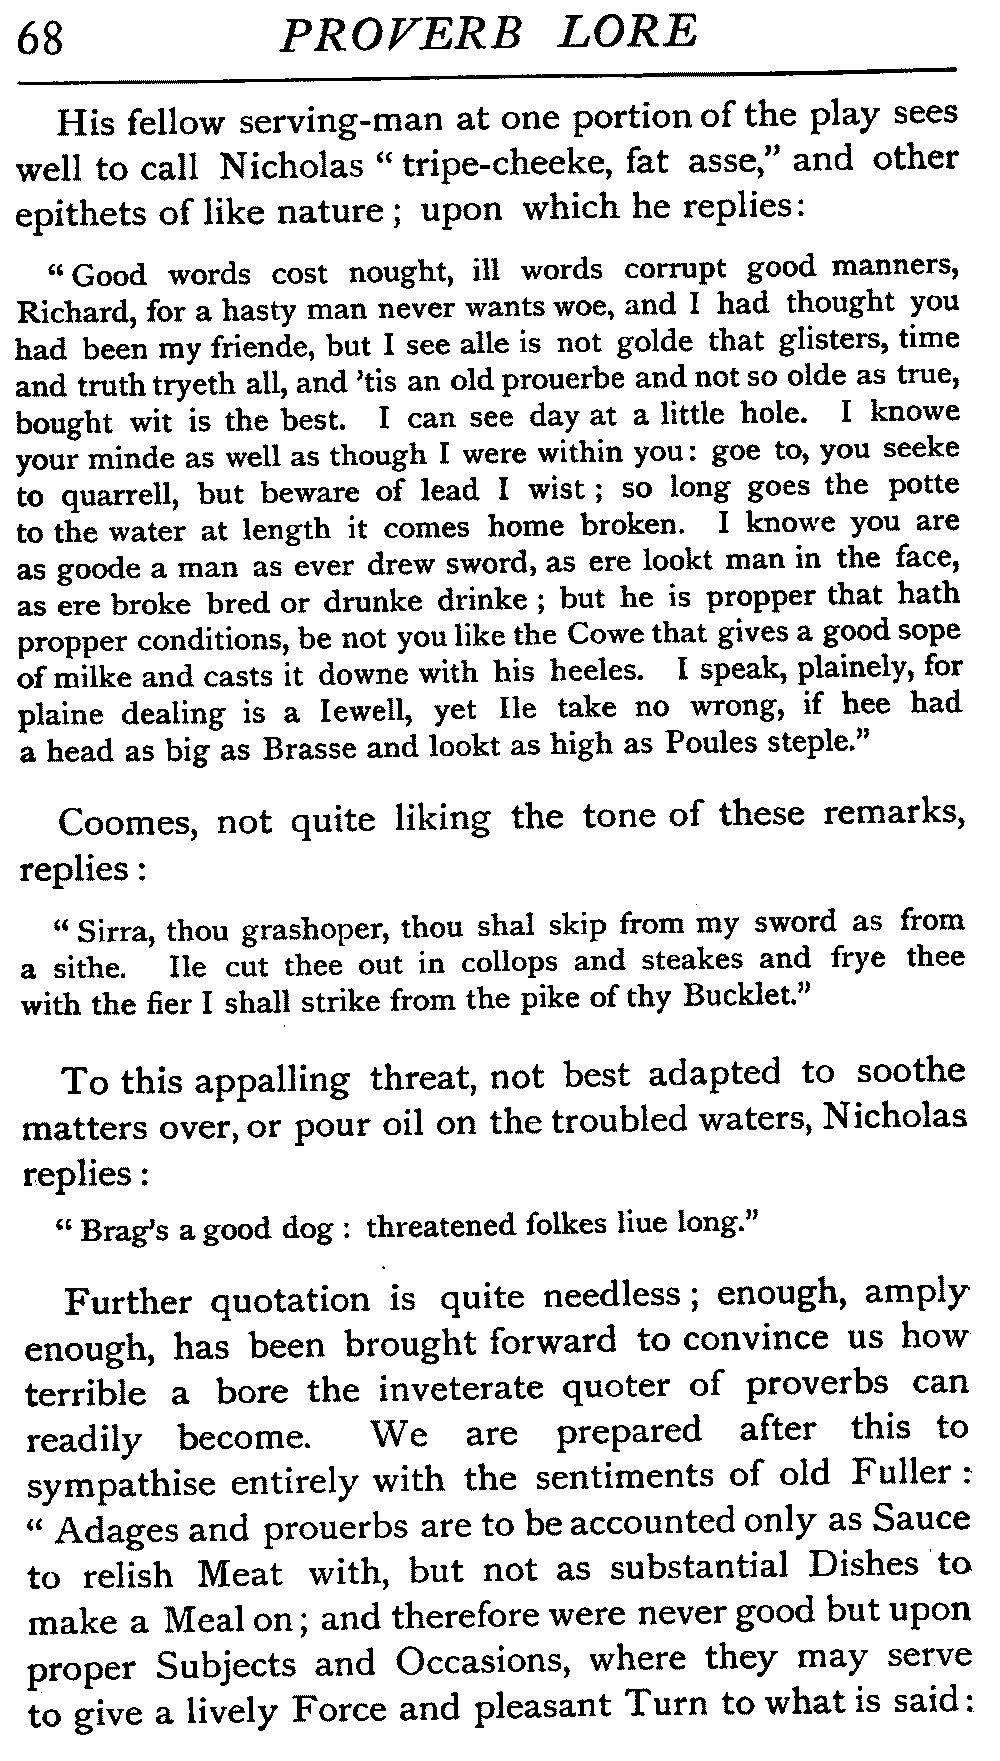 68 PROVERB LORE
His fellow serving-man at one portion of the play sees
well to call Nicholas “ tripe-cheeke, fat asse,” and other
epithets of like nature ; upon which he replies:
“ Good words cost nought, ill words corrupt good manners,
Richard, for a hasty man never wants woe, and I had thought you
had been my friende, but I see alle is not golde that glisters, time
and truth tryeth all, and ’tis an old prouerbe and not so olde as true,
bought wit is the best. I can see day at a little hole. I knowe
your minde as well as though I were within you: goe to, you seeke
to quarrell, but beware of lead I wist ; so long goes the potte
to the water at length it comes home broken. I knowe you are
as goode a man as ever drew sword, as ere lookt man in the face,
as ere broke bred or drunke drinke ; but he is propper that hath
propper conditions, be not you like the Cowe that gives a good sope
of milke and casts it downe with his heeles. I speak, plainely, for
plaine dealing is a Iewell, yet Ile take no wrong, if hee had
a head as big as Brasse and lookt as high as Poules steple.”
Coomes, not quite liking the tone of these remarks,
replies :
“ Sirra, thou grashoper, thou shal skip from my sword as from
a sithe. Ile cut thee out in collops and steakes and frye thee
with the fier I shall strike from the pike of thy Bucklet.”
To this appalling threat, not best adapted to soothe
matters over, or pour oil on the troubled waters, Nicholas
replies :
“ Brag’s a good dog : threatened folkes liue long.”
Further quotation is quite needless ; enough, amply
enough, has been brought forward to convince us how
terrible a bore the inveterate quoter of proverbs can
readily become. We are prepared after this to
sympathise entirely with the sentiments of old Fuller :
“ Adages and prouerbs are to be accounted only as Sauce
to relish Meat with, but not as substantial Dishes to
make a Meal on ; and therefore were never good but upon
proper Subjects and Occasions, where they may serve
to give a lively Force and pleasant Turn to what is said: